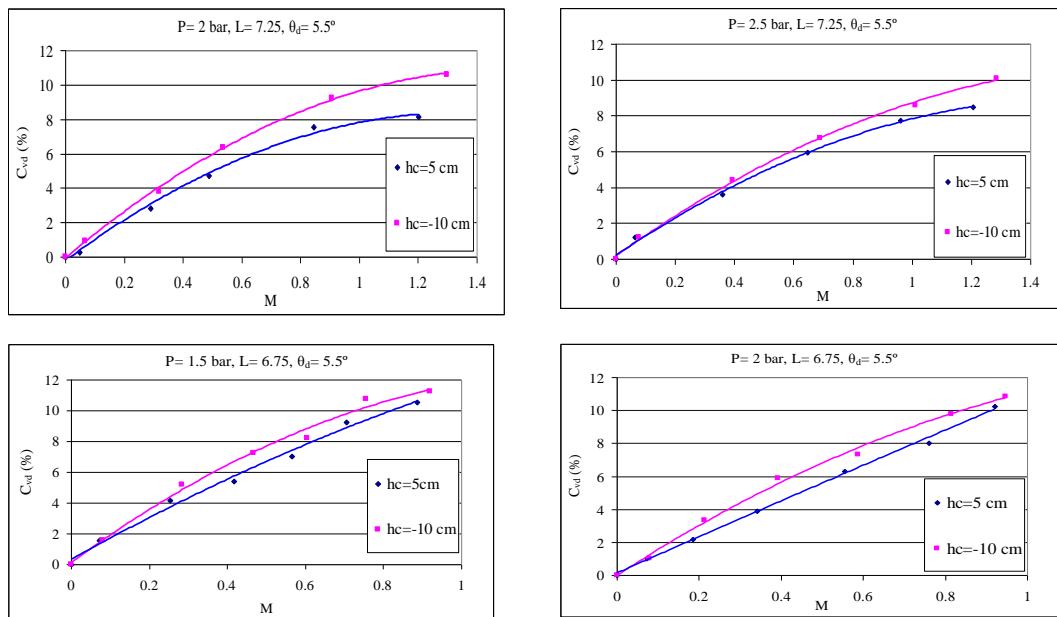 P= 2 bar, L= 7.25, θd= 5.5º
12
10
8
6
4
2
0
Cvd (%)
0 0.2 0.4 0.6 0.8 1 1.2 1.4
M
hc=5 cm
hc=-10 cm
P= 2.5 bar, L= 7.25, θd= 5.5º
12
10
8
6
4
2
0
Cvd (%)
0 0.2 0.4 0.6 0.8 1 1.2 1.4
M
hc=5 cm
hc=-10 cm
P= 1.5 bar, L= 6.75, θd= 5.5º
12
10
8
6
4
2
0
Cvd (%)
0 0.2 0.4 0.6 0.8 1
M
hc=5cm
hc=-10 cm
P= 2 bar, L= 6.75, θd= 5.5º
12
10
8
6
4
2
0
Cvd (%)
0 0.2 0.4 0.6 0.8 1
M
hc=5 cm
hc=-10 cm